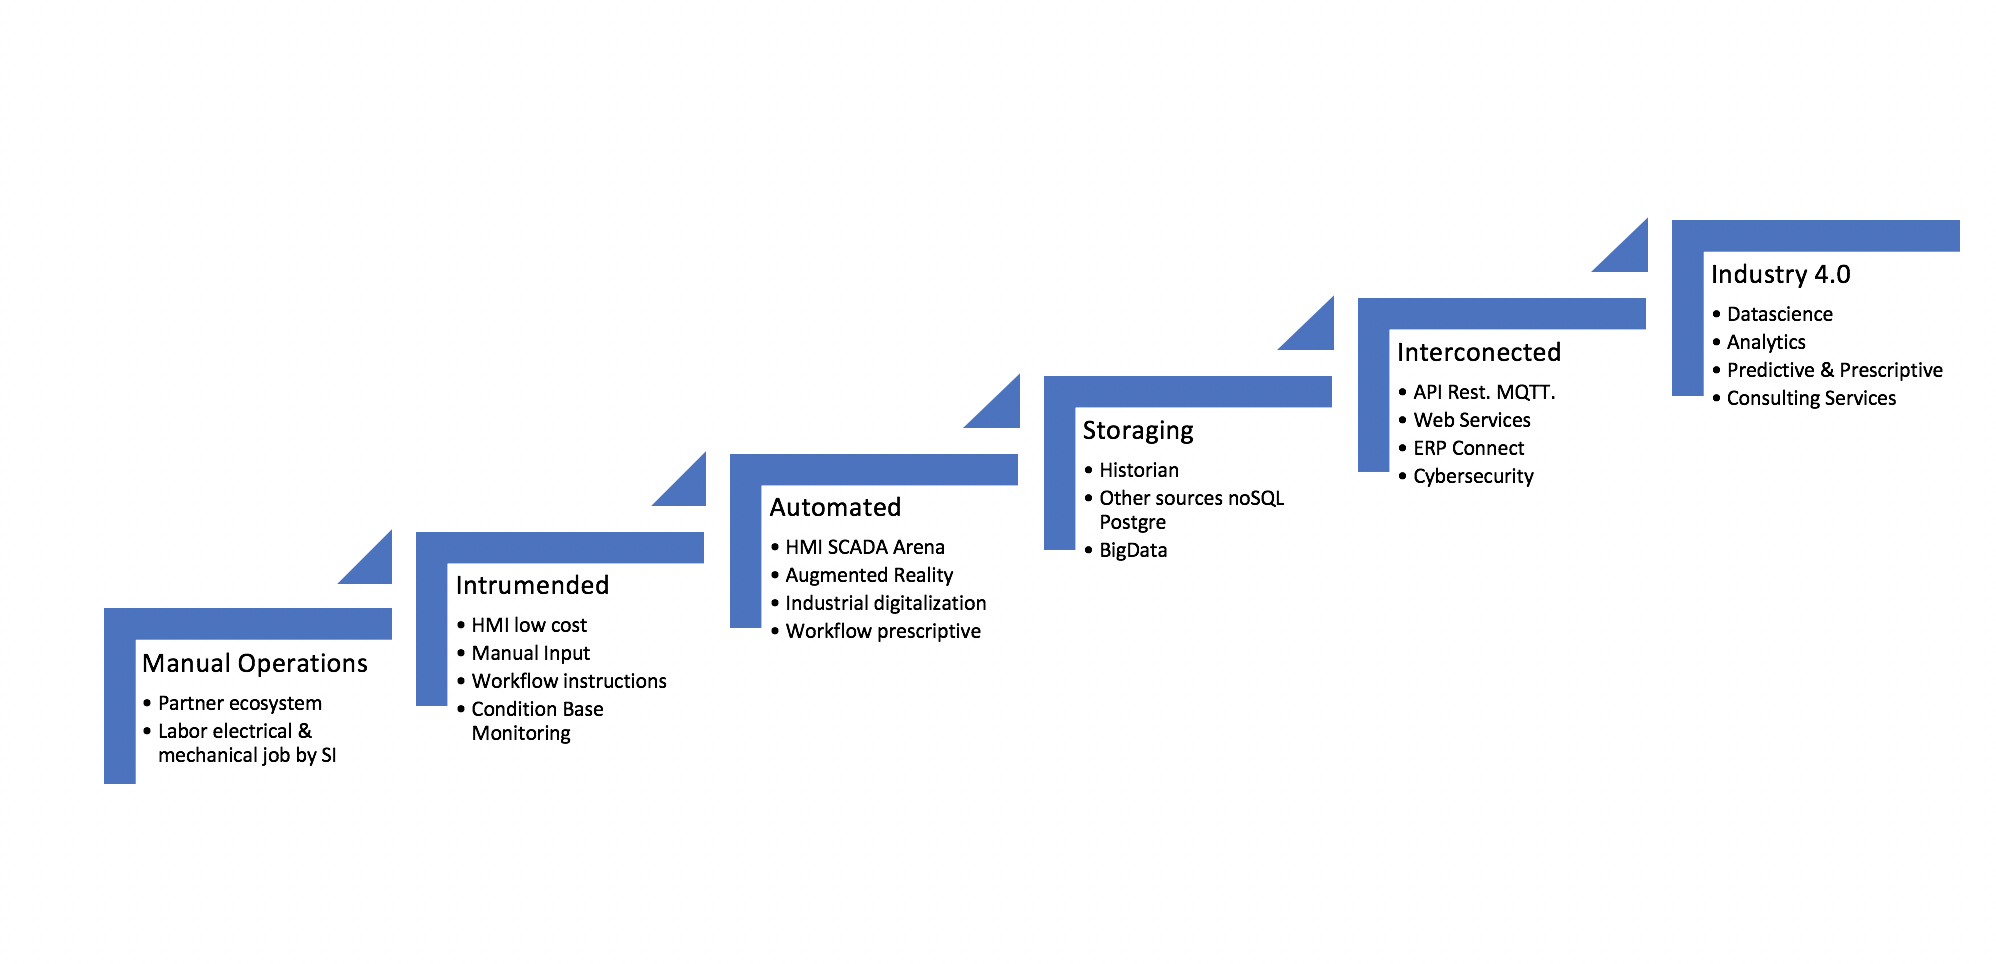 Manual Operations
• Partner ecosystem
• Labor electrical &
mechanical job by SI
Intrumended
• HMI low cost
• Manual Input
• Workflow instructions
• Condition Base
Monitoring
Automated
• HMI SCADA Arena
• Augmented Reality
• Industrial digitalization
• Workflow prescriptive
Storaging
• Historian
• Other sources noSQL
Postgre
• BigData
Interconected
• API Rest. MQTT.
• Web Services
• ERP Connect
• Cybersecurity
Industry 4.0
• Datascience
• Analytics
• Predictive & Prescriptive
• Consulting Services